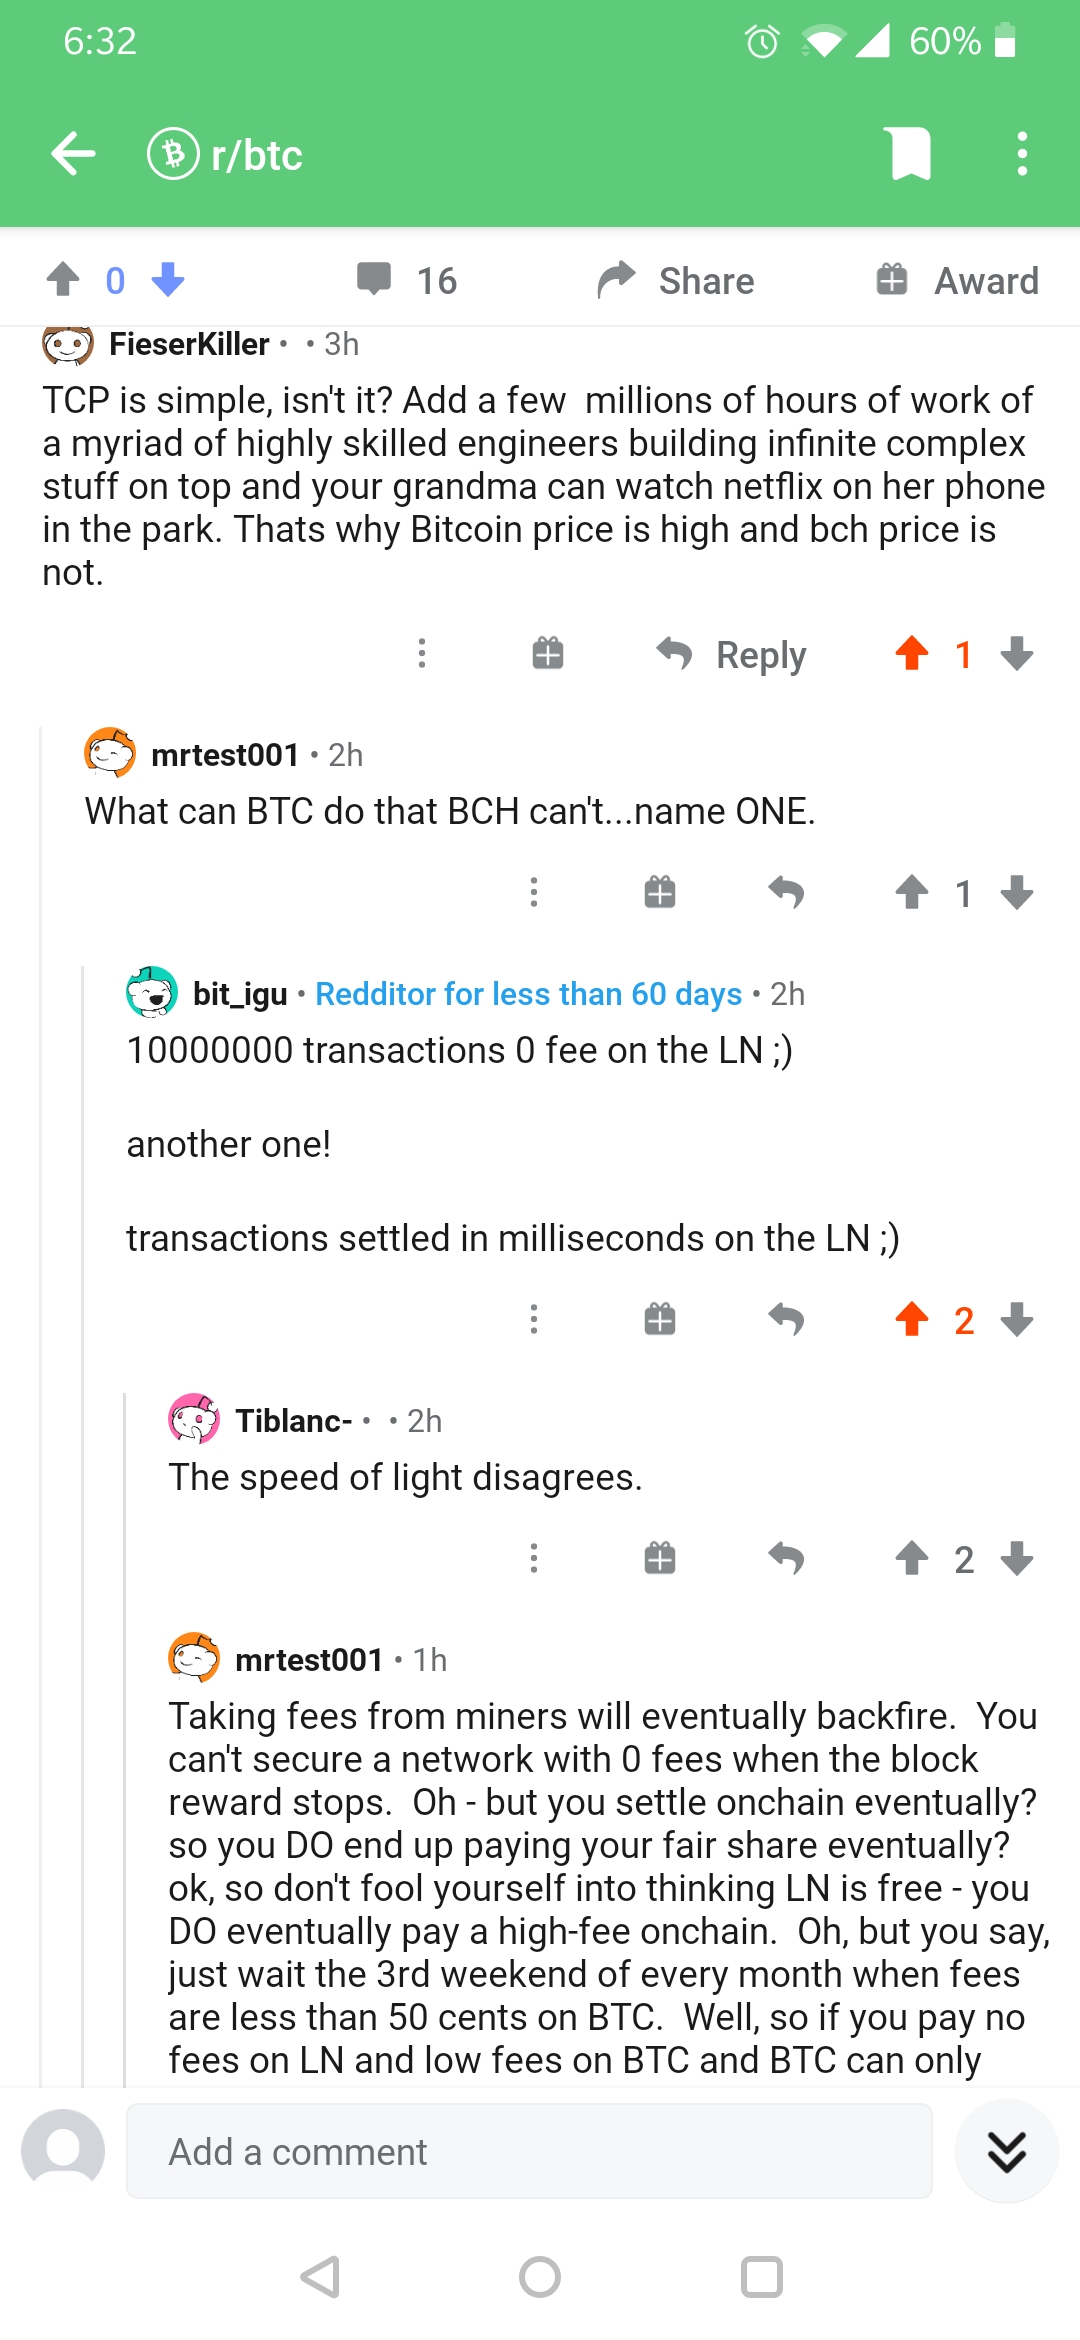 6:32
60%
r/btc
0
16
Share
Award
FieserKiller • • 3h
TCP is simple, isn't it? Add a few  millions of hours of work of
a myriad of highly skilled engineers building infinite complex
stuff on top and your grandma can watch netflix on her phone
in the park. Thats why Bitcoin price is high and bch price is
not.
Reply
1
mrtest001 • 2h
What can BTC do that BCH can't...name ONE.
1
bit_igu • Redditor for less than 60 days • 2h
10000000 transactions 0 fee on the LN ;)
another one!
transactions settled in milliseconds on the LN ;)
2
Tiblanc- • • 2h
The speed of light disagrees.
2
mrtest001 • 1h
Taking fees from miners will eventually backfire.  You
can't secure a network with 0 fees when the block
reward stops.  Oh - but you settle onchain eventually?
so you DO end up paying your fair share eventually?
ok, so don't fool yourself into thinking LN is free - you
DO eventually pay a high-fee onchain.  Oh, but you say,
just wait the 3rd weekend of every month when fees
are less than 50 cents on BTC.  Well, so if you pay no
fees on LN and low fees on BTC and BTC can only
Add a comment